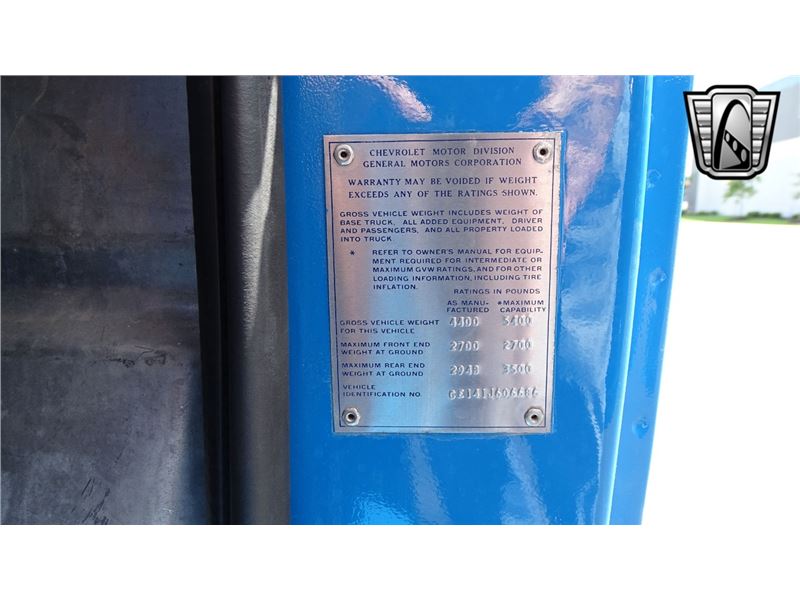 CHEVROLET MOTOR DIVISION
GENERAL MOTORS CORPORATION
WARRANTY MAY BE VOIDED IF WEIGHT
EXCEEDS ANY OF THE RATINGS SHOWN.
GROSS VEHICLE WEIGHT INCLUDES WEIGHT OF
BASE TRUCK, ALL ADDED EQUIPMENT, DRIVER
AND PASSENGERS, AND ALL PROPERTY LOADED
INTO TRUCK.
* REFER TO OWNER'S MANUAL FOR EQUIP-
MENT REQUIRED FOR INTERMEDIATE OR
MAXIMUM GVW RATINGS, AND FOR OTHER
LOADING INFORMATION, INCLUDING TIRE
INFLATION.
RATINGS IN POUNDS
AS MANU- *MAXIMUM
FACTURED CAPABILITY
GROSS VEHICLE WEIGHT 4400 5400
FOR THIS VEHICLE
MAXIMUM FRONT END 2700 2700
WEIGHT AT GROUND
MAXIMUM REAR END 2943 3500
WEIGHT AT GROUND
VEHICLE
IDENTIFICATION NO.